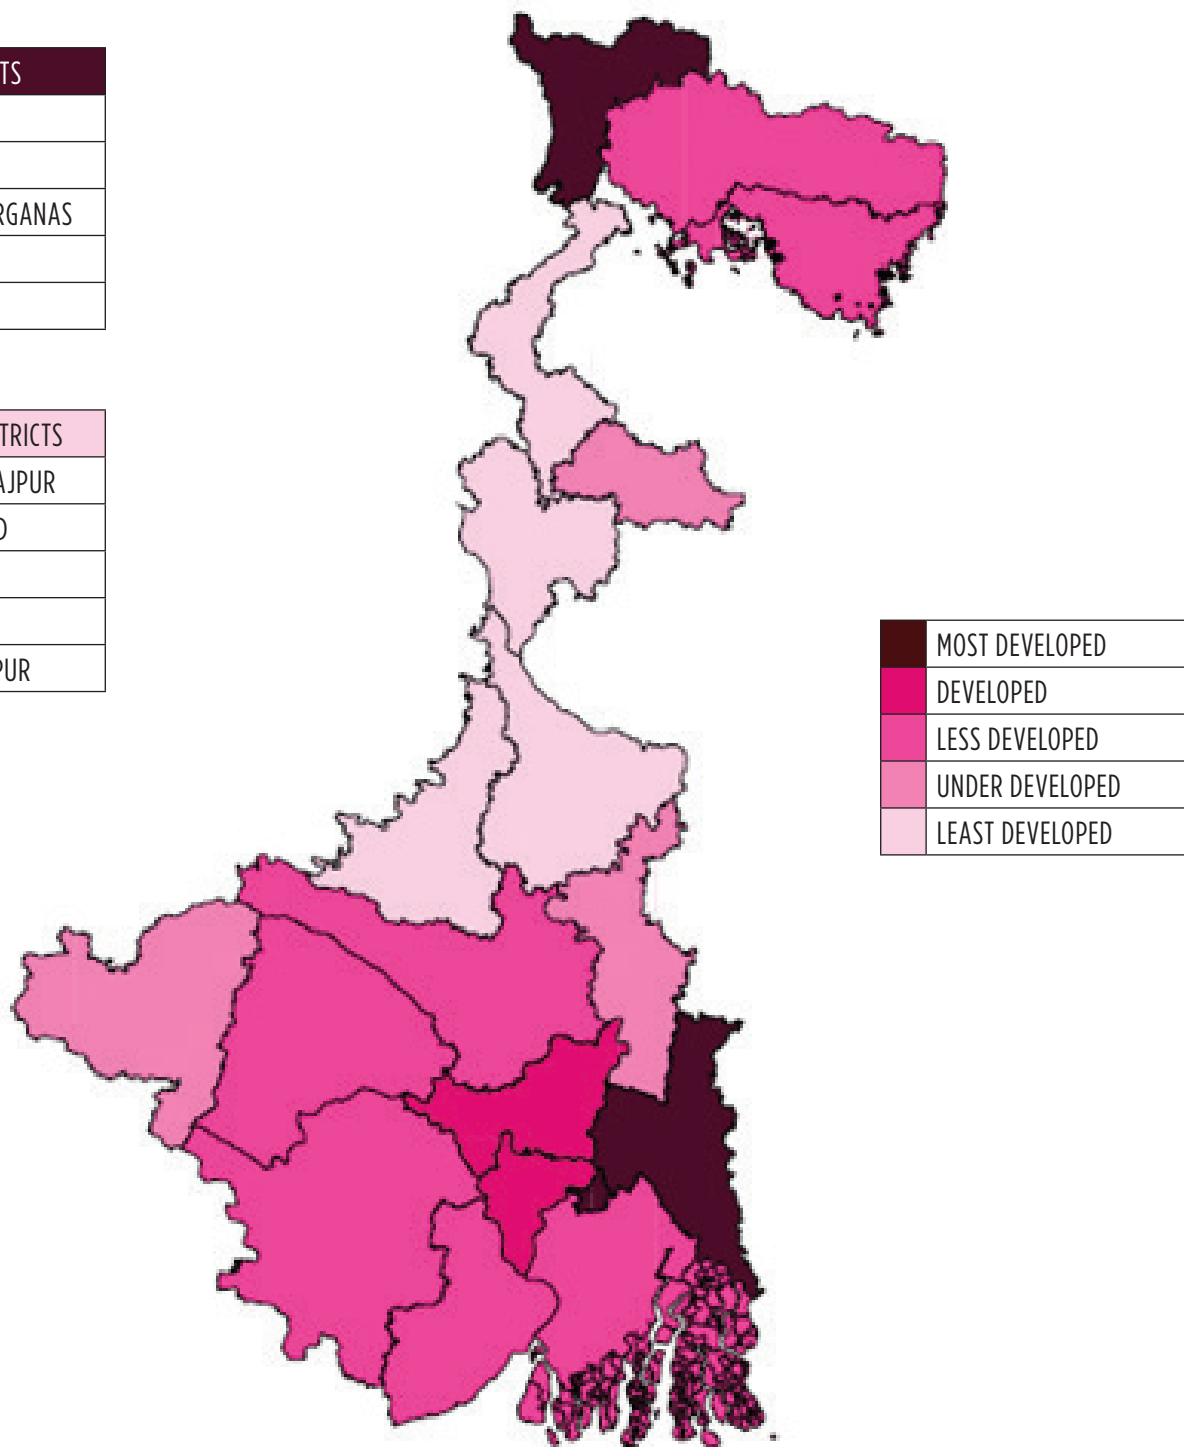 TS
RGANAS
TRICTS
AJPUR
D
PUR
MOST DEVELOPED
DEVELOPED
LESS DEVELOPED
UNDER DEVELOPED
LEAST DEVELOPED